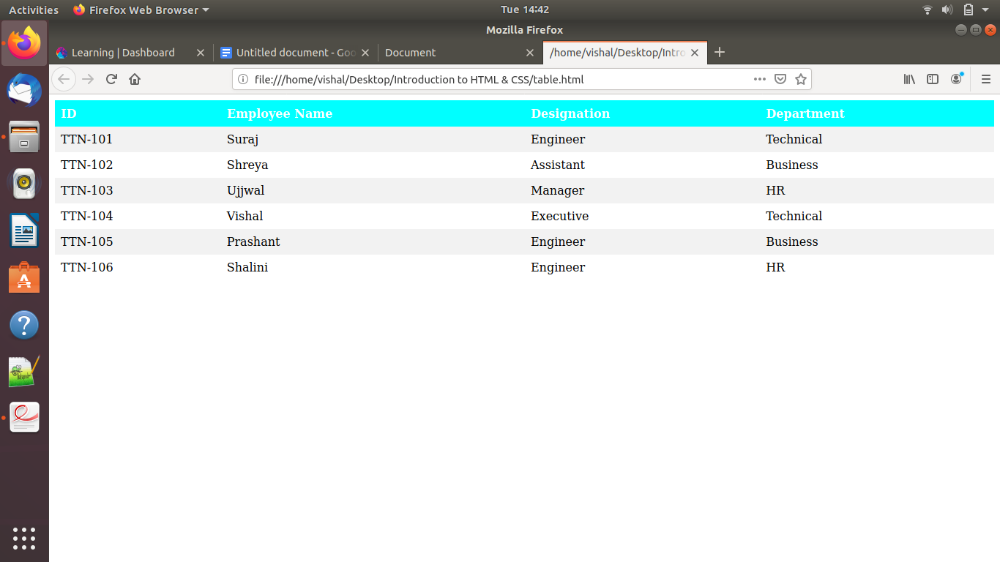 Activities Firefox Web Browser Tue 14:42
Mozilla Firefox
Learning | Dashboard Untitled document - Goo Document /home/vishal/Desktop/Intro
file:///home/vishal/Desktop/Introduction to HTML & CSS/table.html
ID Employee Name Designation Department
TTN-101 Suraj Engineer Technical
TTN-102 Shreya Assistant Business
TTN-103 Ujjwal Manager HR
TTN-104 Vishal Executive Technical
TTN-105 Prashant Engineer Business
TTN-106 Shalini Engineer HR